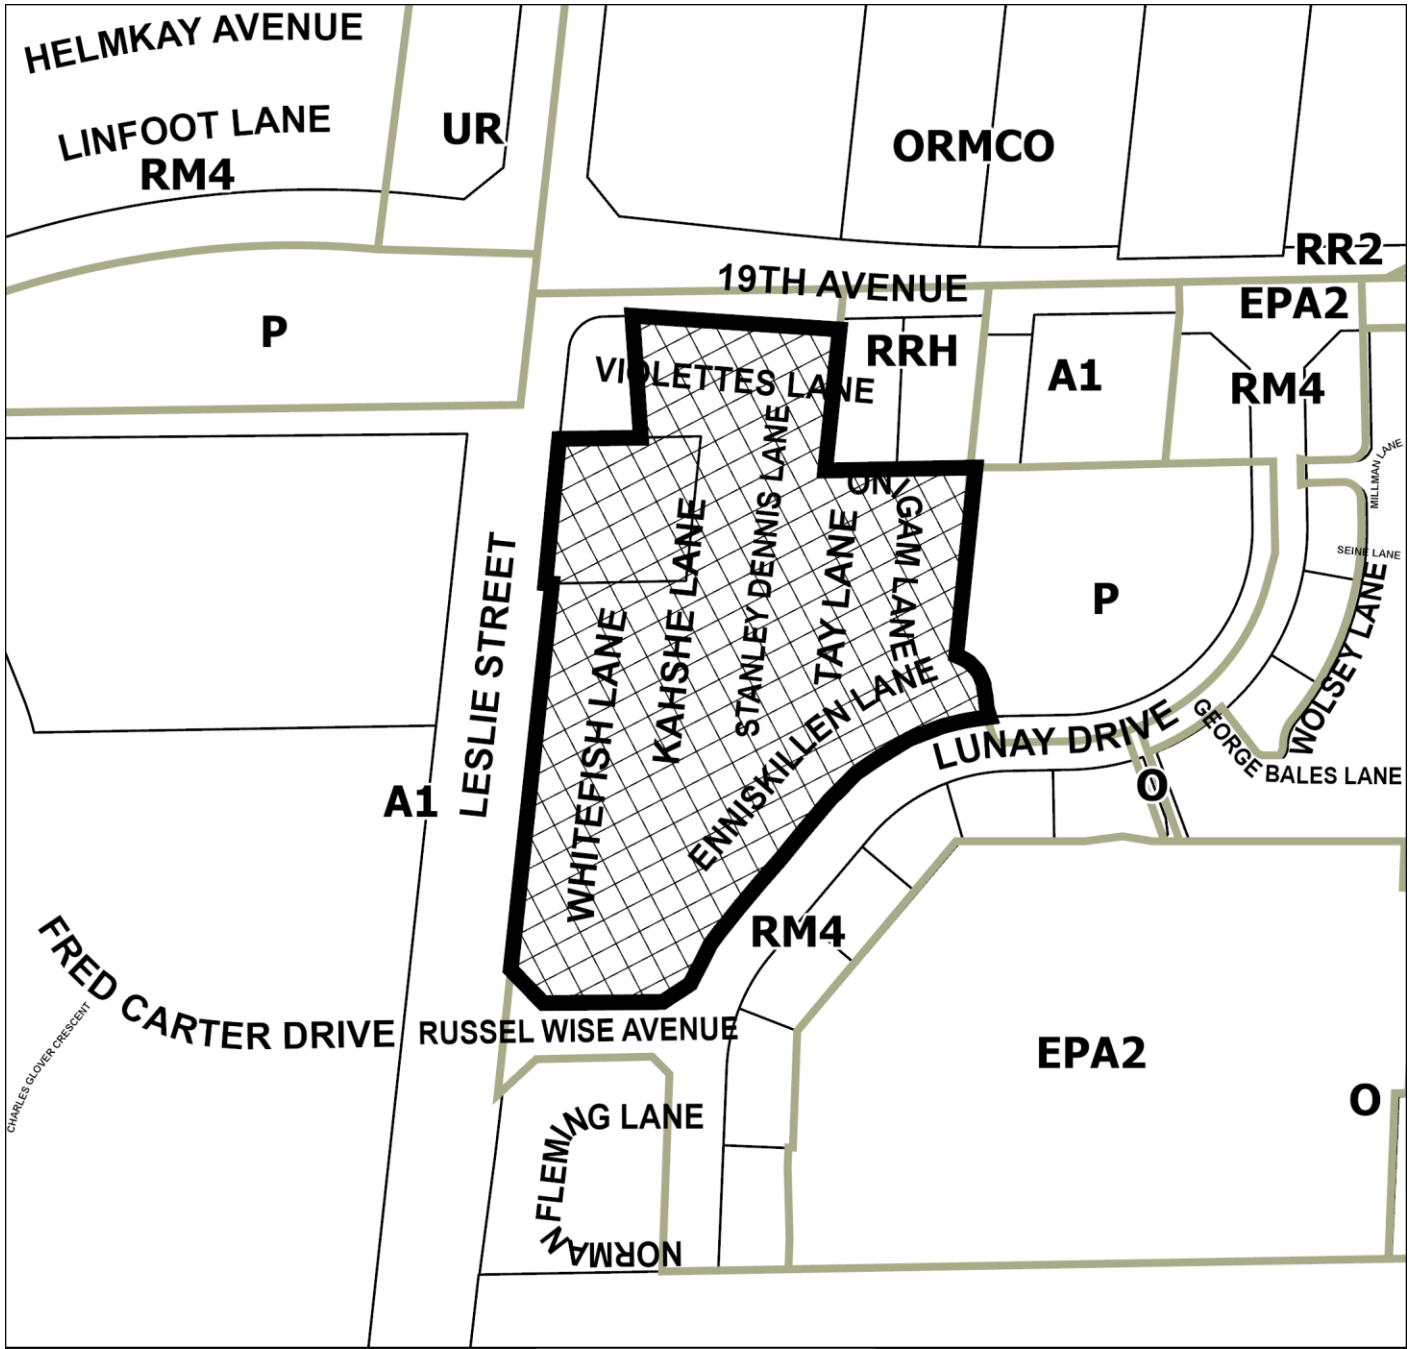 HELMKAY AVENUE
LINFOOT LANE
RM4
UR
ORMCO
RR2
19TH AVENUE
EPA2
P
RRH
A1
RM4
VIOLETTES LANE
STANLEY DENNIS LANE
KAHSHE LANE
WHITEFISH LANE
TAY LANE
ONIGAM LANE
ENNISKILLEN LANE
LESLIE STREET
MILLMAN LANE
SEINE LANE
WOLSEY LANE
P
LUNAY DRIVE
GEORGE BALES LANE
O
A1
RM4
FRED CARTER DRIVE
CHARLES GLOVER CRESCENT
RUSSEL WISE AVENUE
EPA2
O
NORMAN FLEMING LANE